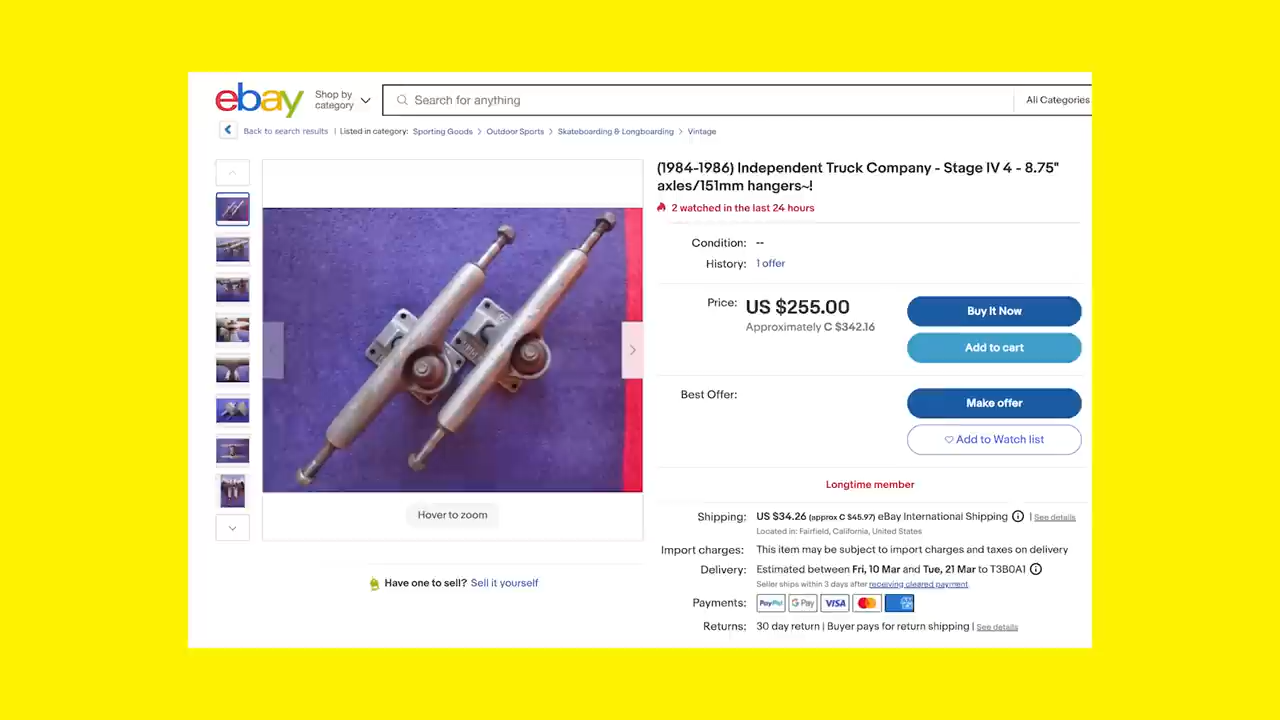 ebay
Shop by
category
Search for anything
All Categories
Back to search results | Listed in category: Sporting Goods > Outdoor Sports > Skateboarding & Longboarding > Vintage
(1984-1986) Independent Truck Company - Stage IV 4 - 8.75"
axles/151mm hangers~!
2 watched in the last 24 hours
Condition: --
History: 1 offer
Price: US $255.00
Approximately C $342.16
Buy It Now
Add to cart
Best Offer:
Make offer
Add to Watch list
Longtime member
Shipping: US $34.26 (approx C $45.97) eBay International Shipping | See details
Located in: Fairfield, California, United States
Import charges: This item may be subject to import charges and taxes on delivery
Delivery: Estimated between Fri, 10 Mar and Tue, 21 Mar to T3B0A1
Seller ships within 3 days after receiving cleared payment.
Payments: PayPal G Pay VISA
Returns: 30 day return | Buyer pays for return shipping | See details
Hover to zoom
Have one to sell? Sell it yourself